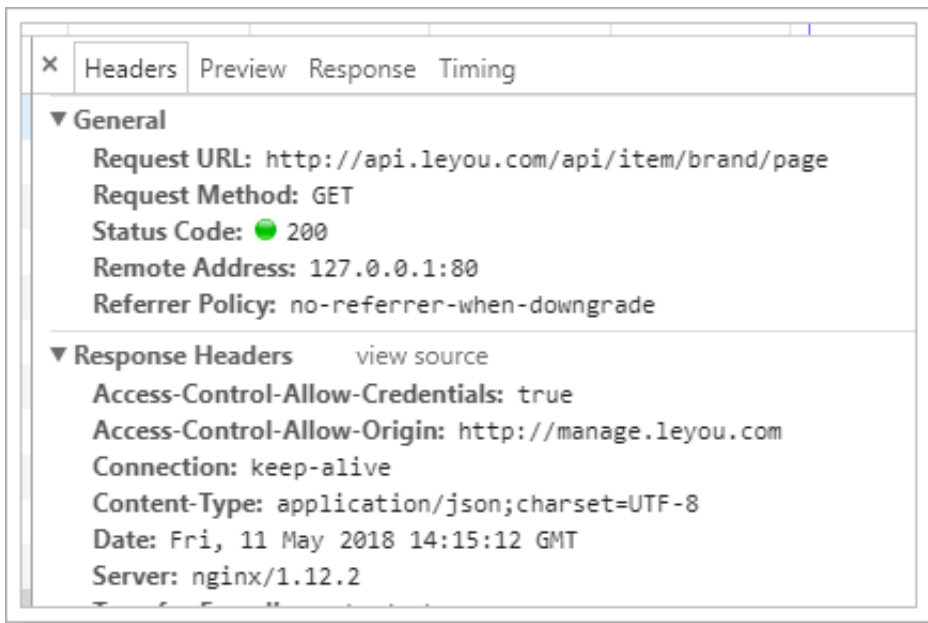 × Headers Preview Response Timing
▼ General
Request URL: http://api.leyou.com/api/item/brand/page
Request Method: GET
Status Code: 200
Remote Address: 127.0.0.1:80
Referrer Policy: no-referrer-when-downgrade
▼ Response Headers view source
Access-Control-Allow-Credentials: true
Access-Control-Allow-Origin: http://manage.leyou.com
Connection: keep-alive
Content-Type: application/json;charset=UTF-8
Date: Fri, 11 May 2018 14:15:12 GMT
Server: nginx/1.12.2